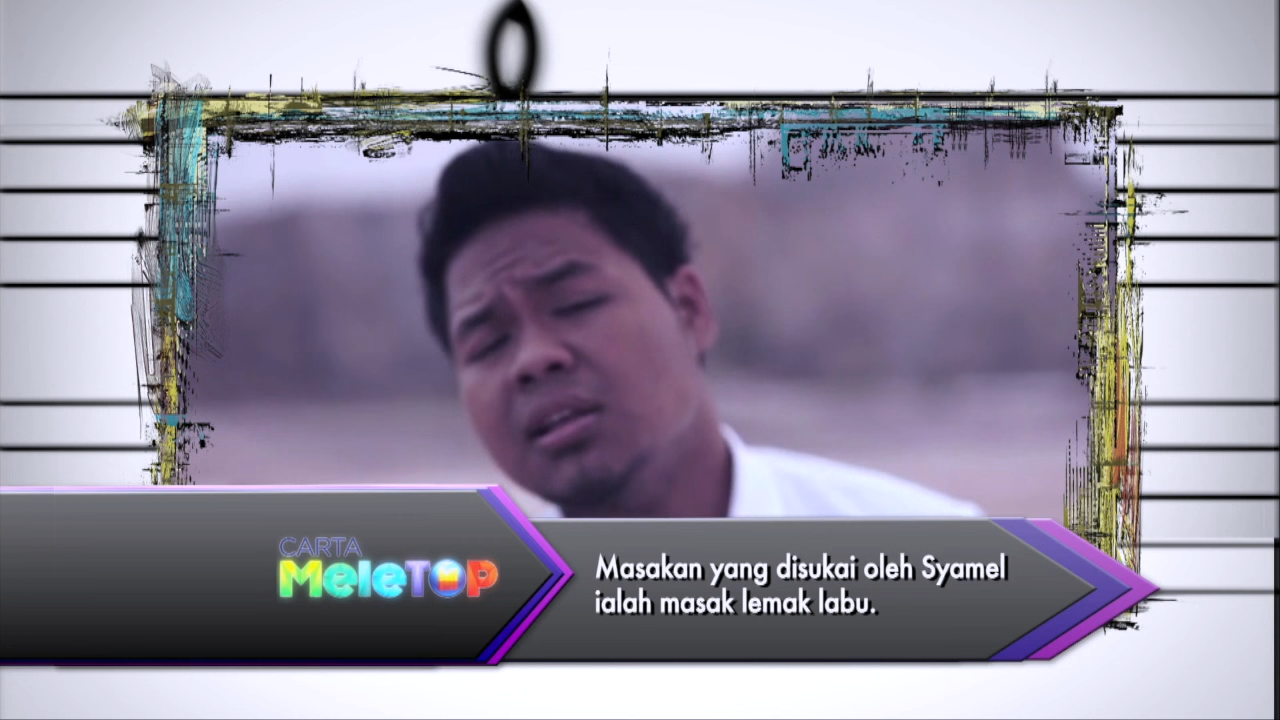 CARTA
MeleTOP
Masakan yang disukai oleh Syamel
ialah masak lemak labu.